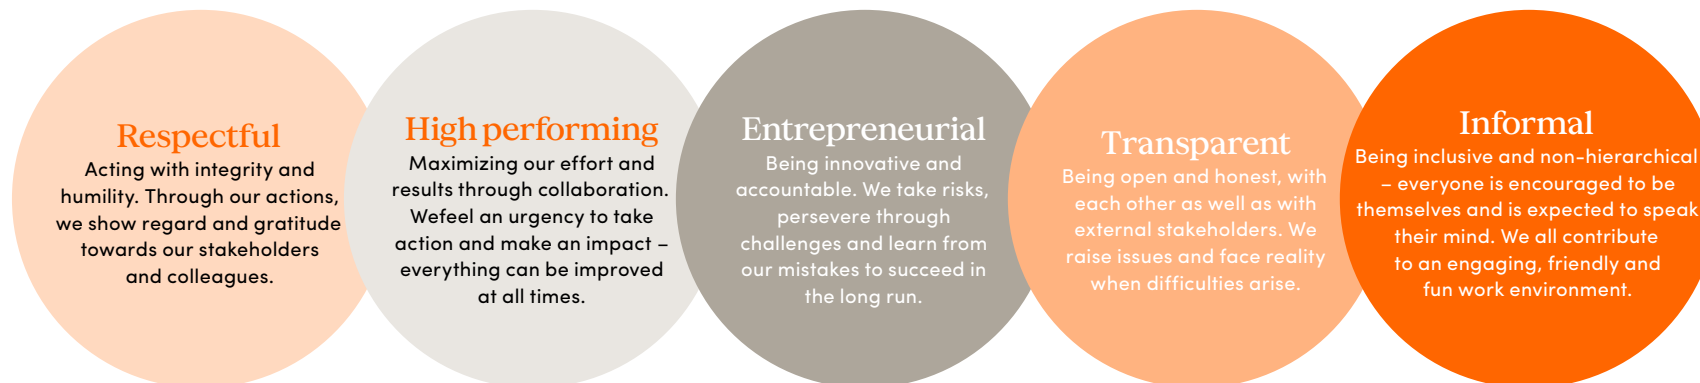 Respectful
Acting with integrity and
humility. Through our actions,
we show regard and gratitude
towards our stakeholders
and colleagues.
High performing
Maximizing our effort and
results through collaboration.
Wefeel an urgency to take
action and make an impact –
everything can be improved
at all times.
Entrepreneurial
Being innovative and
accountable. We take risks,
persevere through
challenges and learn from
our mistakes to succeed in
the long run.
Transparent
Being open and honest, with
each other as well as with
external stakeholders. We
raise issues and face reality
when difficulties arise.
Informal
Being inclusive and non-hierarchical
– everyone is encouraged to be
themselves and is expected to speak
their mind. We all contribute
to an engaging, friendly and
fun work environment.